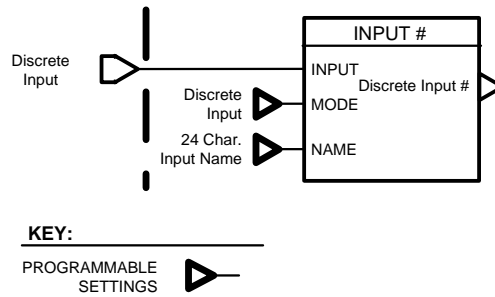 INPUT #
Discrete
Input
INPUT
Discrete Input #
Discrete
Input
MODE
24 Char.
Input Name
NAME
KEY:
PROGRAMMABLE
SETTINGS